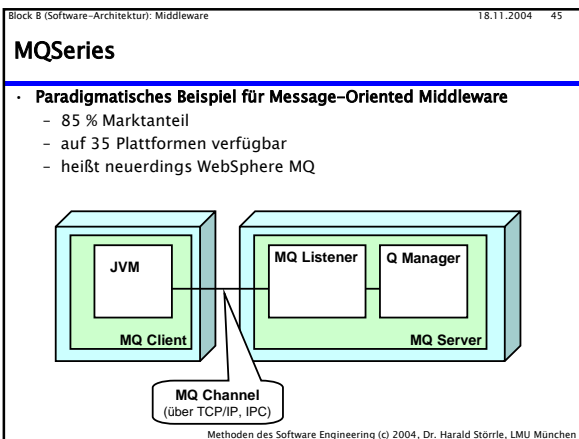 Block B (Software-Architektur): Middleware 18.11.2004 45
MQSeries
• Paradigmatisches Beispiel für Message-Oriented Middleware
– 85 % Marktanteil
– auf 35 Plattformen verfügbar
– heißt neuerdings WebSphere MQ
JVM
MQ Listener
Q Manager
MQ Client
MQ Server
MQ Channel
(über TCP/IP, IPC)
Methoden des Software Engineering (c) 2004, Dr. Harald Störrle, LMU München